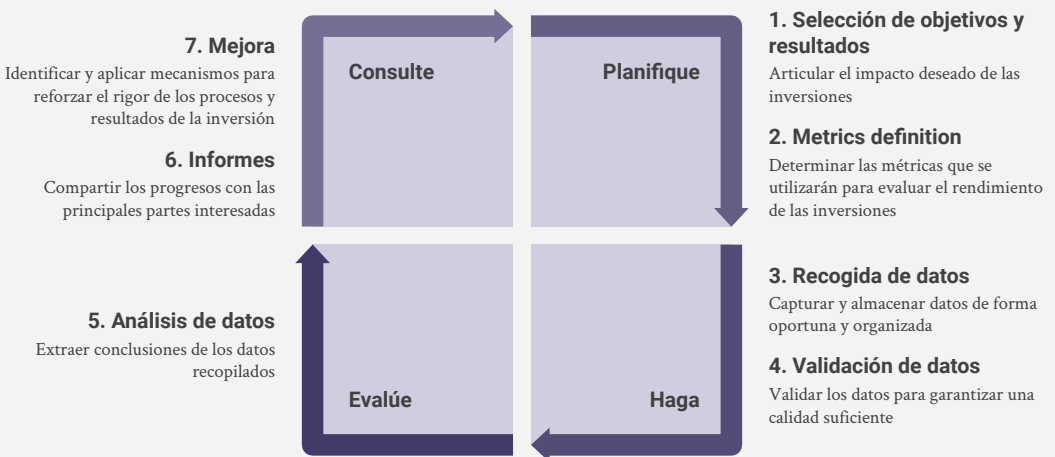 1. Selección de objetivos y
resultados
Articular el impacto deseado de las
inversiones
2. Metrics definition
Determinar las métricas que se
utilizarán para evaluar el rendimiento
de las inversiones
3. Recogida de datos
Capturar y almacenar datos de forma
oportuna y organizada
4. Validación de datos
Validar los datos para garantizar una
calidad suficiente
5. Análisis de datos
Extraer conclusiones de los datos
recopilados
7. Mejora
Identificar y aplicar mecanismos para
reforzar el rigor de los procesos y
resultados de la inversión
6. Informes
Compartir los progresos con las
principales partes interesadas
Consulte
Planifique
Evalúe
Haga